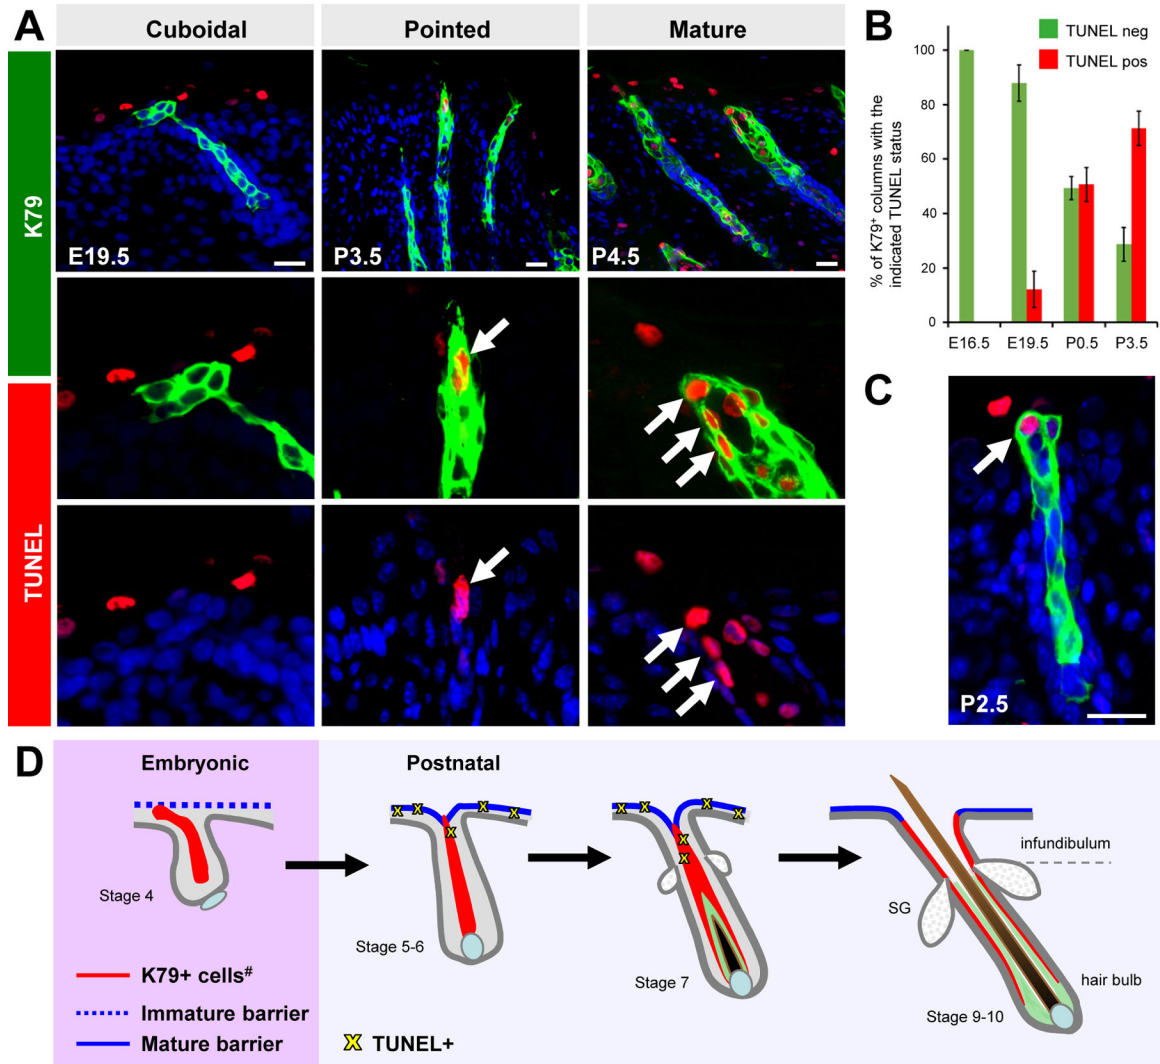 A
Cuboidal
Pointed
Mature
K79
TUNEL
E19.5
P3.5
P4.5
B
TUNEL neg
TUNEL pos
% of K79+ columns with the
indicated TUNEL status
100
80
60
40
20
0
E16.5
E19.5
P0.5
P3.5
C
P2.5
D
Embryonic
Postnatal
Stage 4
Stage 5-6
Stage 7
Stage 9-10
infundibulum
SG
hair bulb
K79+ cells#
Immature barrier
Mature barrier
X TUNEL+